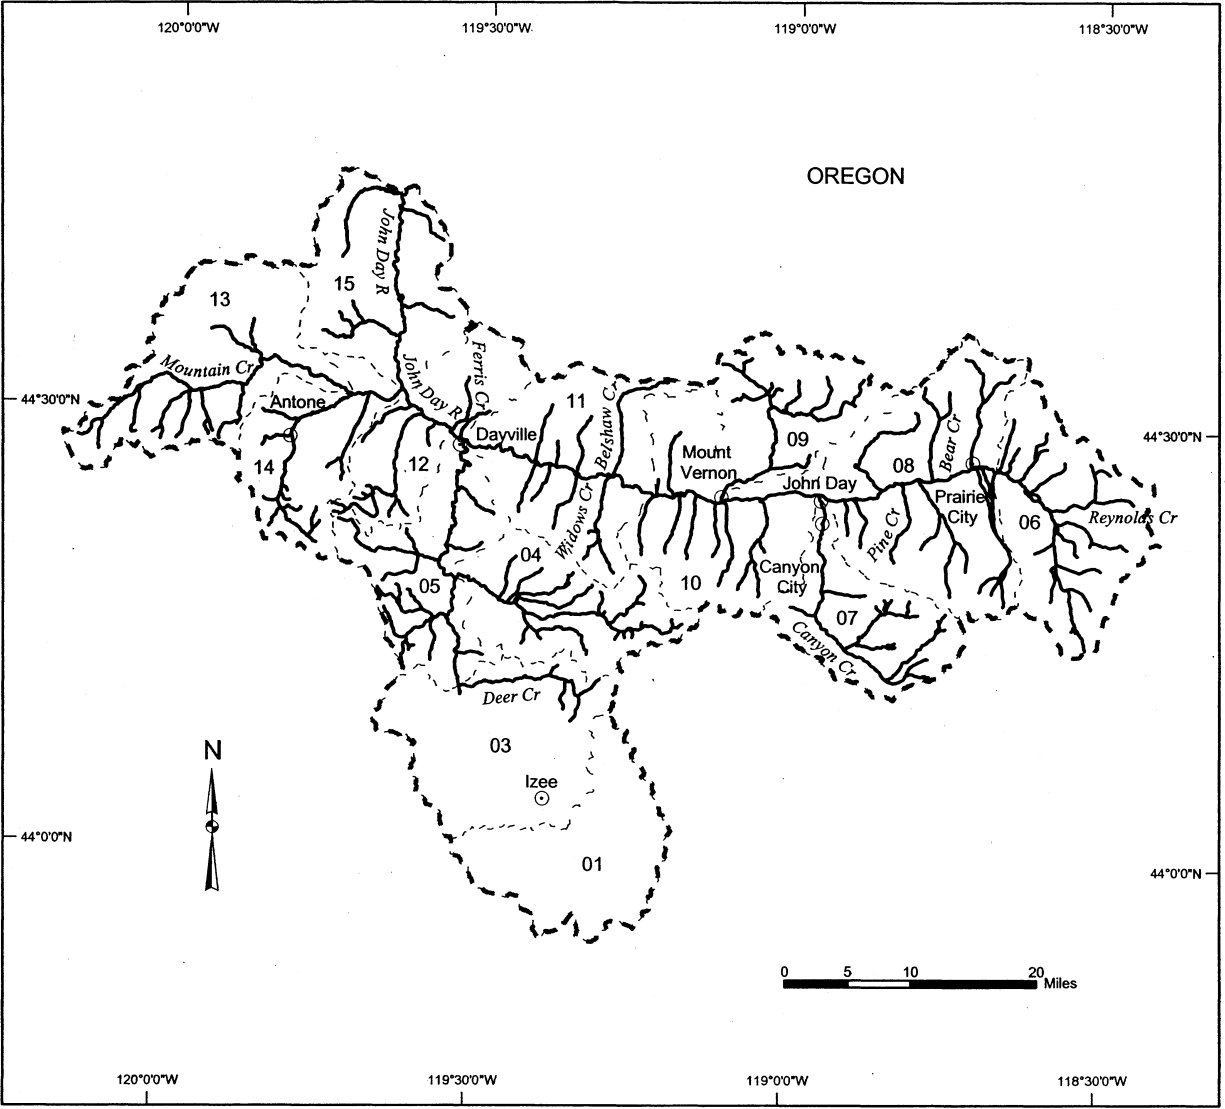 120°0'0"W 119°30'0"W 119°0'0"W 118°30'0"W
OREGON
John Day R
15
13
Mountain Cr
John Day R
Ferris Cr
44°30'0"N
Antone
11
Belshaw Cr
Dayville
09
Bear Cr
44°30'0"N
Mount
Vernon
14
12
08
John Day
Prairie
City
06
Reynolds Cr
Widows Cr
Pine Cr
04
05
10
Canyon
City
07
Canyon Cr
Deer Cr
03
N
Izee
44°0'0"N
01
44°0'0"N
0 5 10 20
Miles
120°0'0"W 119°30'0"W 119°0'0"W 118°30'0"W